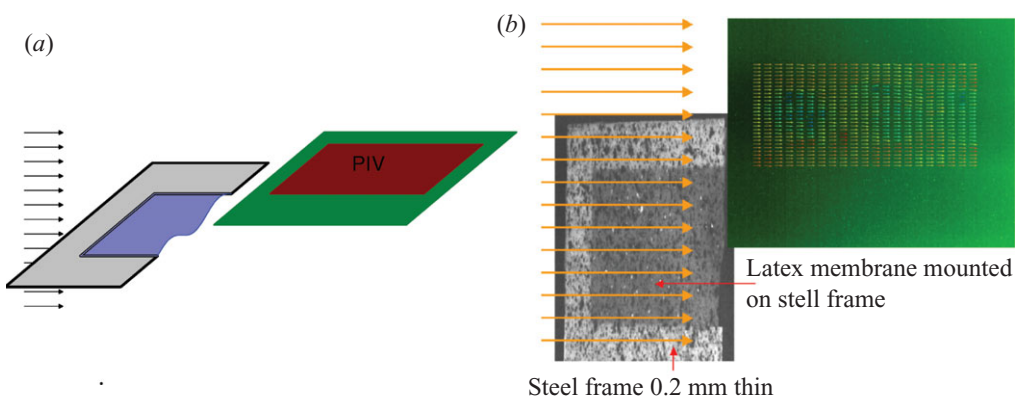 (a)
PIV
(b)
Latex membrane mounted
on stell frame
Steel frame 0.2 mm thin